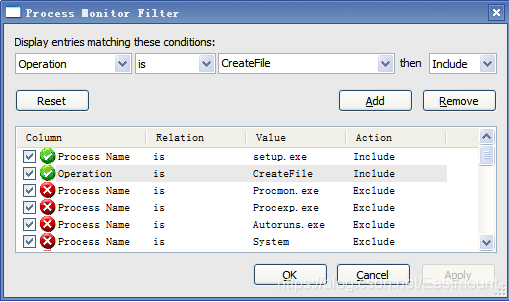 Process Monitor Filter
Display entries matching these conditions:
Operation is CreateFile then Include
Reset Add Remove
Column Relation Value Action
Process Name is setup.exe Include
Operation is CreateFile Include
Process Name is Procmon.exe Exclude
Process Name is Procexp.exe Exclude
Process Name is Autoruns.exe Exclude
Process Name is System Exclude
OK Cancel Apply
https://blog.csdn.net/Eastmount